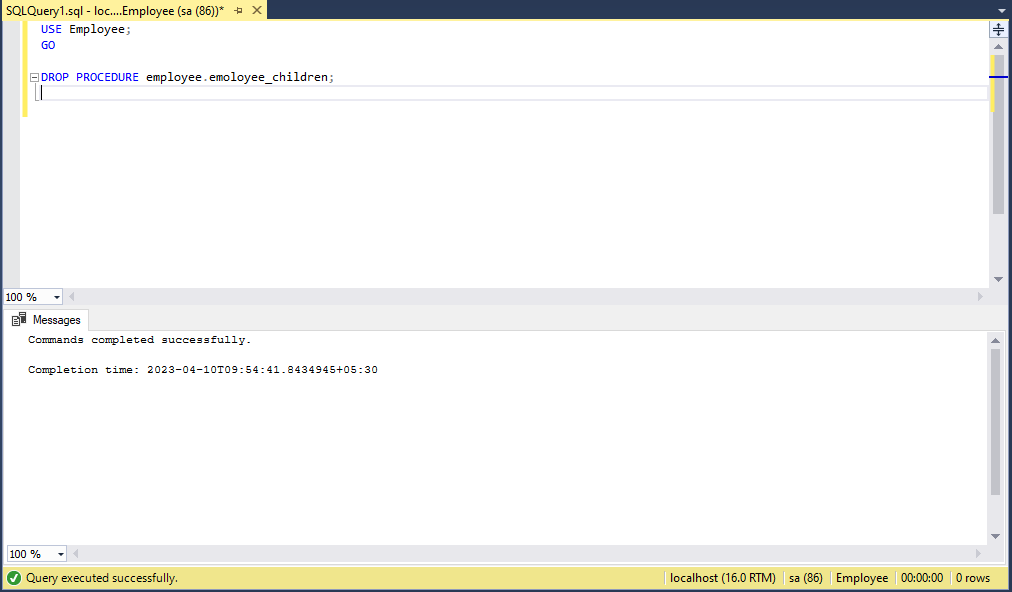 SQLQuery1.sql - loc....Employee (sa (86))*
USE Employee;
GO
DROP PROCEDURE employee.emoloyee_children;
100 %
Messages
Commands completed successfully.
Completion time: 2023-04-10T09:54:41.8434945+05:30
100 %
Query executed successfully. localhost (16.0 RTM) sa (86) Employee 00:00:00 0 rows